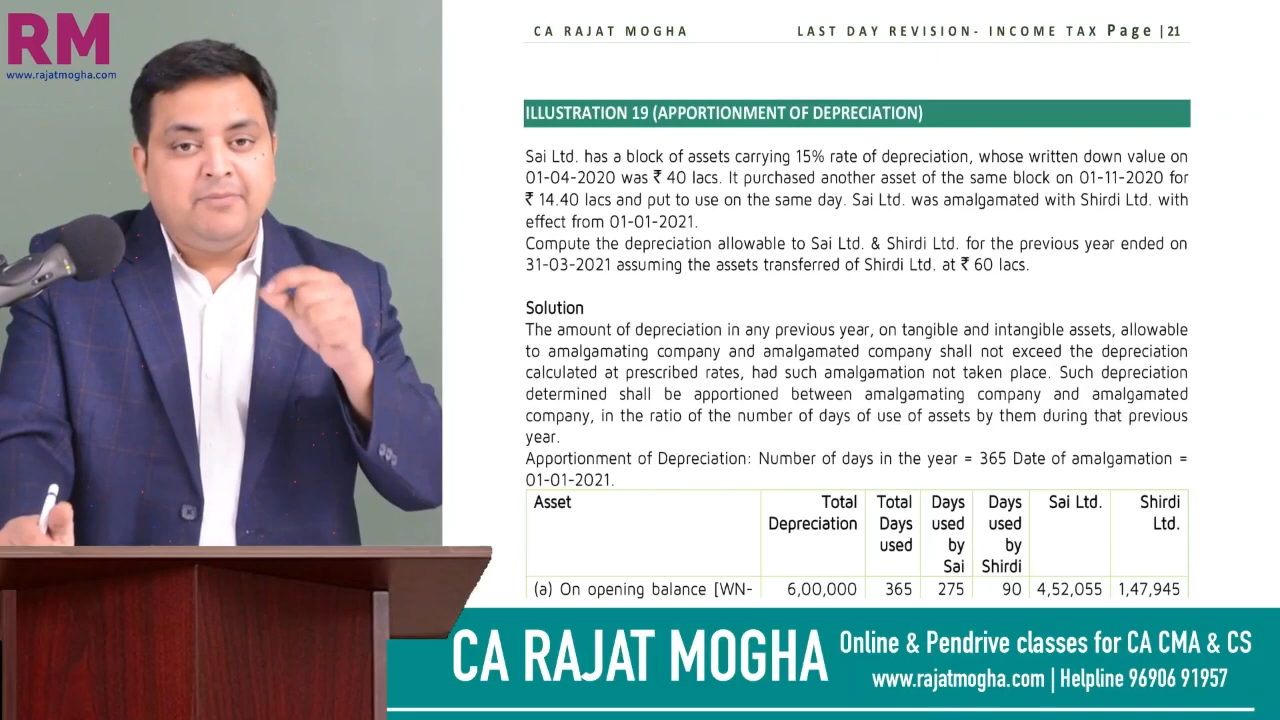 RM
www.rajatmogha.com
CA RAJAT MOGHA LAST DAY REVISION- INCOME TAX Page |21
ILLUSTRATION 19 (APPORTIONMENT OF DEPRECIATION)
Sai Ltd. has a block of assets carrying 15% rate of depreciation, whose written down value on
01-04-2020 was ₹ 40 lacs. It purchased another asset of the same block on 01-11-2020 for
₹ 14.40 lacs and put to use on the same day. Sai Ltd. was amalgamated with Shirdi Ltd. with
effect from 01-01-2021.
Compute the depreciation allowable to Sai Ltd. & Shirdi Ltd. for the previous year ended on
31-03-2021 assuming the assets transferred of Shirdi Ltd. at ₹ 60 lacs.
Solution
The amount of depreciation in any previous year, on tangible and intangible assets, allowable
to amalgamating company and amalgamated company shall not exceed the depreciation
calculated at prescribed rates, had such amalgamation not taken place. Such depreciation
determined shall be apportioned between amalgamating company and amalgamated
company, in the ratio of the number of days of use of assets by them during that previous
year.
Apportionment of Depreciation: Number of days in the year = 365 Date of amalgamation =
01-01-2021.
Asset Total Total Days Days Sai Ltd. Shirdi
Depreciation Days used used Ltd.
used by by
Sai Shirdi
(a) On opening balance [WN- 6,00,000 365 275 90 4,52,055 1,47,945
CA RAJAT MOGHA
Online & Pendrive classes for CA CMA & CS
www.rajatmogha.com | Helpline 96906 91957